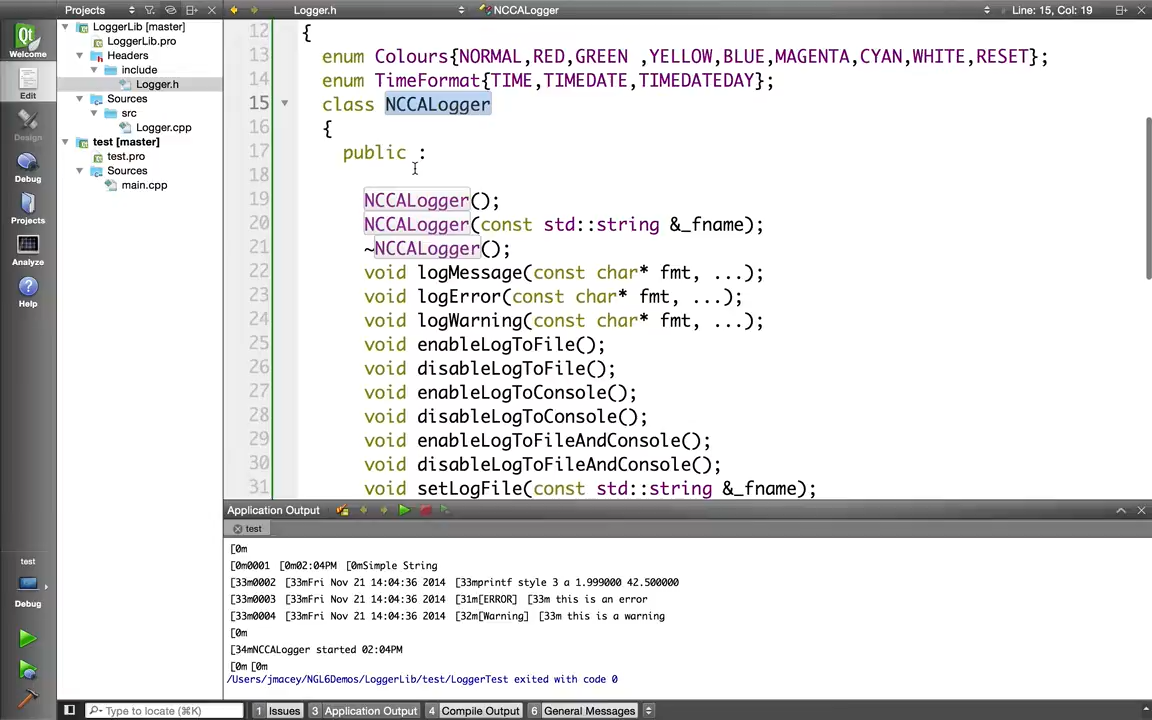 Projects
Logger.h
NCCALogger
Line: 15, Col: 19
Qt
Welcome
Edit
Design
Debug
Projects
Analyze
Help
test
Debug
LoggerLib [master]
LoggerLib.pro
Headers
include
Logger.h
Sources
src
Logger.cpp
test [master]
test.pro
Sources
main.cpp
12 {
13 enum Colours{NORMAL,RED,GREEN ,YELLOW,BLUE,MAGENTA,CYAN,WHITE,RESET};
14 enum TimeFormat{TIME,TIMEDATE,TIMEDATEDAY};
15 class NCCALogger
16 {
17 public :
18
19 NCCALogger();
20 NCCALogger(const std::string &_fname);
21 ~NCCALogger();
22 void logMessage(const char* fmt, ...);
23 void logError(const char* fmt, ...);
24 void logWarning(const char* fmt, ...);
25 void enableLogToFile();
26 void disableLogToFile();
27 void enableLogToConsole();
28 void disableLogToConsole();
29 void enableLogToFileAndConsole();
30 void disableLogToFileAndConsole();
31 void setLogFile(const std::string &_fname);
Application Output
test
[0m
[0m0001 [0m02:04PM [0mSimple String
[33m0002 [33mFri Nov 21 14:04:36 2014 [33mprintf style 3 a 1.999000 42.500000
[33m0003 [33mFri Nov 21 14:04:36 2014 [31m[ERROR] [33m this is an error
[33m0004 [33mFri Nov 21 14:04:36 2014 [32m[Warning] [33m this is a warning
[0m
[34mNCCALogger started 02:04PM
[0m [0m
/Users/jmacey/NGL6Demos/LoggerLib/test/LoggerTest exited with code 0
Type to locate (⌘K)
1 Issues
3 Application Output
4 Compile Output
6 General Messages